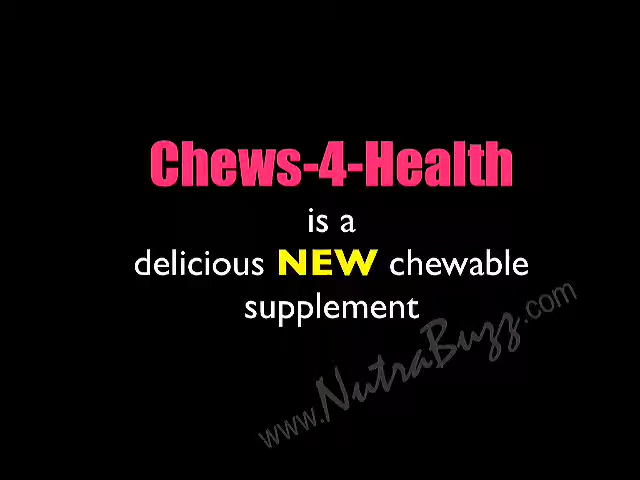 Chews-4-Health
is a
delicious NEW chewable
supplement
www.NutraBuzz.com